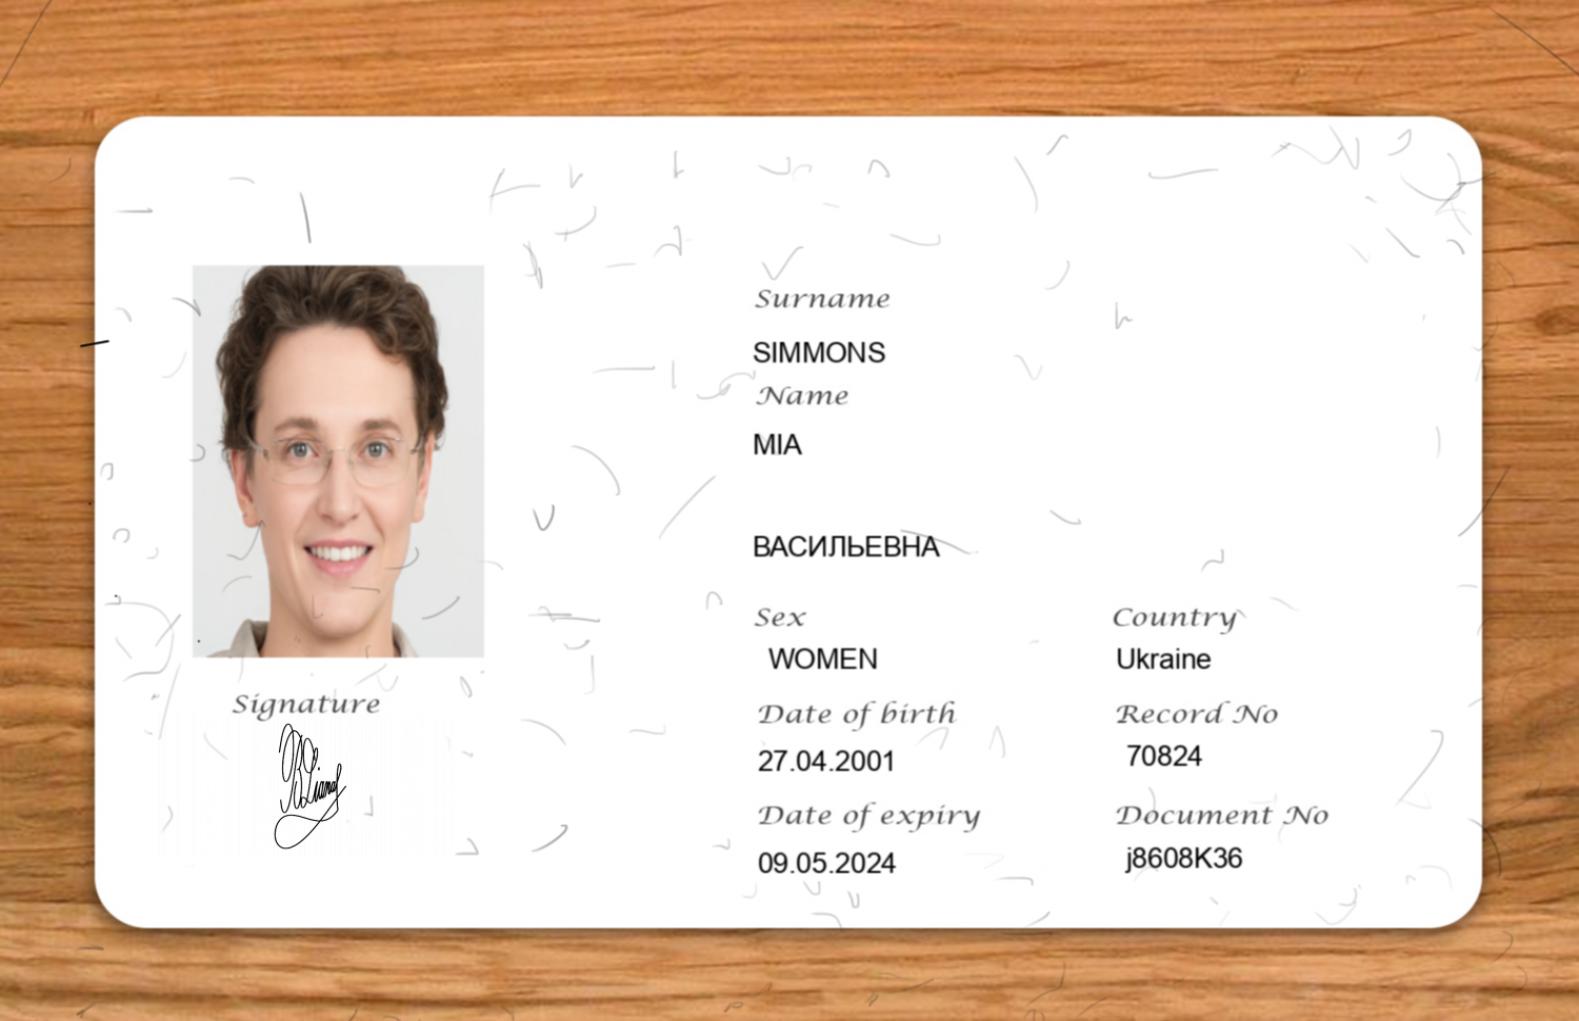 Surname
SIMMONS
Name
MIA
ВАСИЛЬЕВНА
Sex
WOMEN
Country
Ukraine
Date of birth
27.04.2001
Record No
70824
Date of expiry
09.05.2024
Document No
j8608K36
Signature